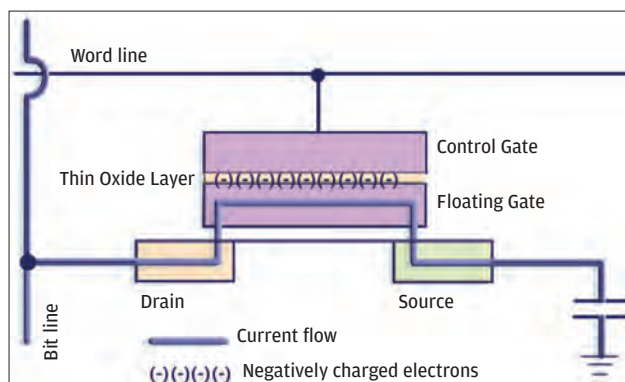 Word line
Control Gate
Thin Oxide Layer
(-)(-)(-)(-)(-)(-)(-)(-)(-)
Floating Gate
Drain
Source
Bit line
Current flow
(-)(-)(-)(-) Negatively charged electrons